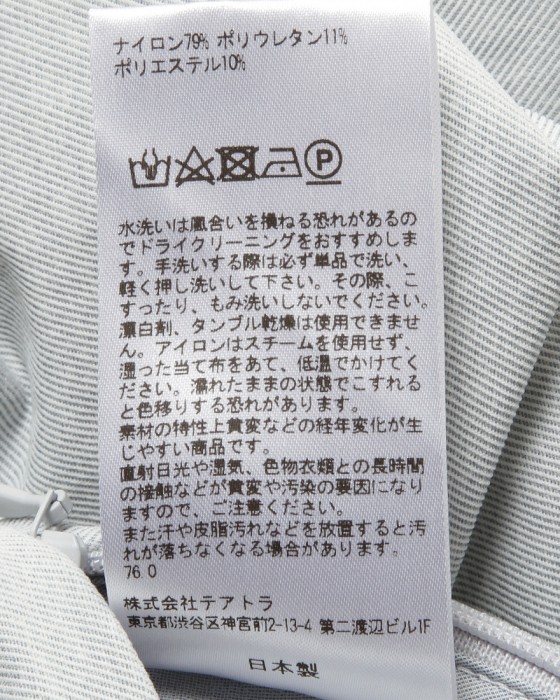 ナイロン79% ポリウレタン11%
ポリエステル10%
P
水洗いは風合いを損ねる恐れがあるの
でドライクリーニングをおすすめしま
す。手洗いする際は必ず単品で洗い、
軽く押し洗いして下さい。その際、こ
すったり、もみ洗いしないでください。
漂白剤、タンブル乾燥は使用できませ
ん。アイロンはスチームを使用せず、
湿った当て布をあて、低温でかけてく
ださい。濡れたままの状態でこすれる
と色移りする恐れがあります。
素材の特性上黄変などの経年変化が生
じやすい商品です。
直射日光や湿気、色物衣類との長時間
の接触などが黄変や汚染の要因になり
ますので、ご注意ください。
また汗や皮脂汚れなどを放置すると汚
れが落ちなくなる場合があります。
76.0
株式会社テアトラ
東京都渋谷区神宮前2-13-4 第二渡辺ビル1F
日本製